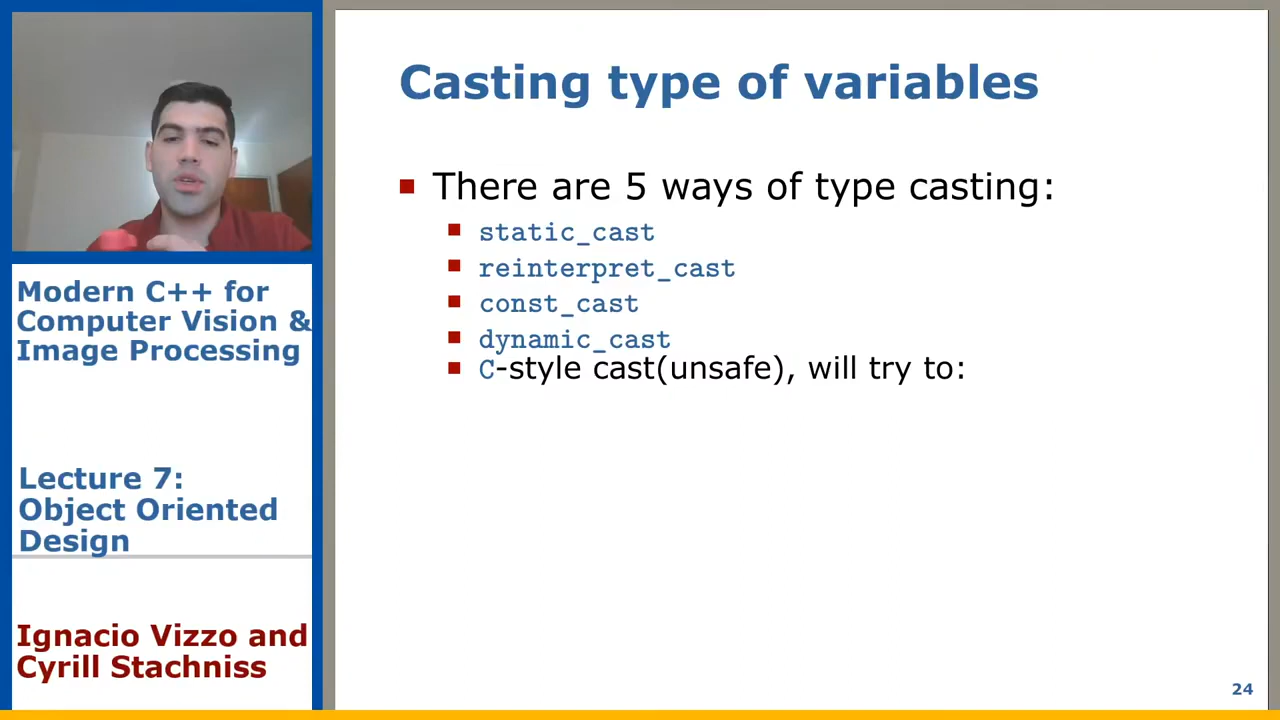 Casting type of variables
There are 5 ways of type casting:
static_cast
reinterpret_cast
const_cast
dynamic_cast
C-style cast(unsafe), will try to:
Modern C++ for
Computer Vision &
Image Processing
Lecture 7:
Object Oriented
Design
Ignacio Vizzo and
Cyrill Stachniss
24